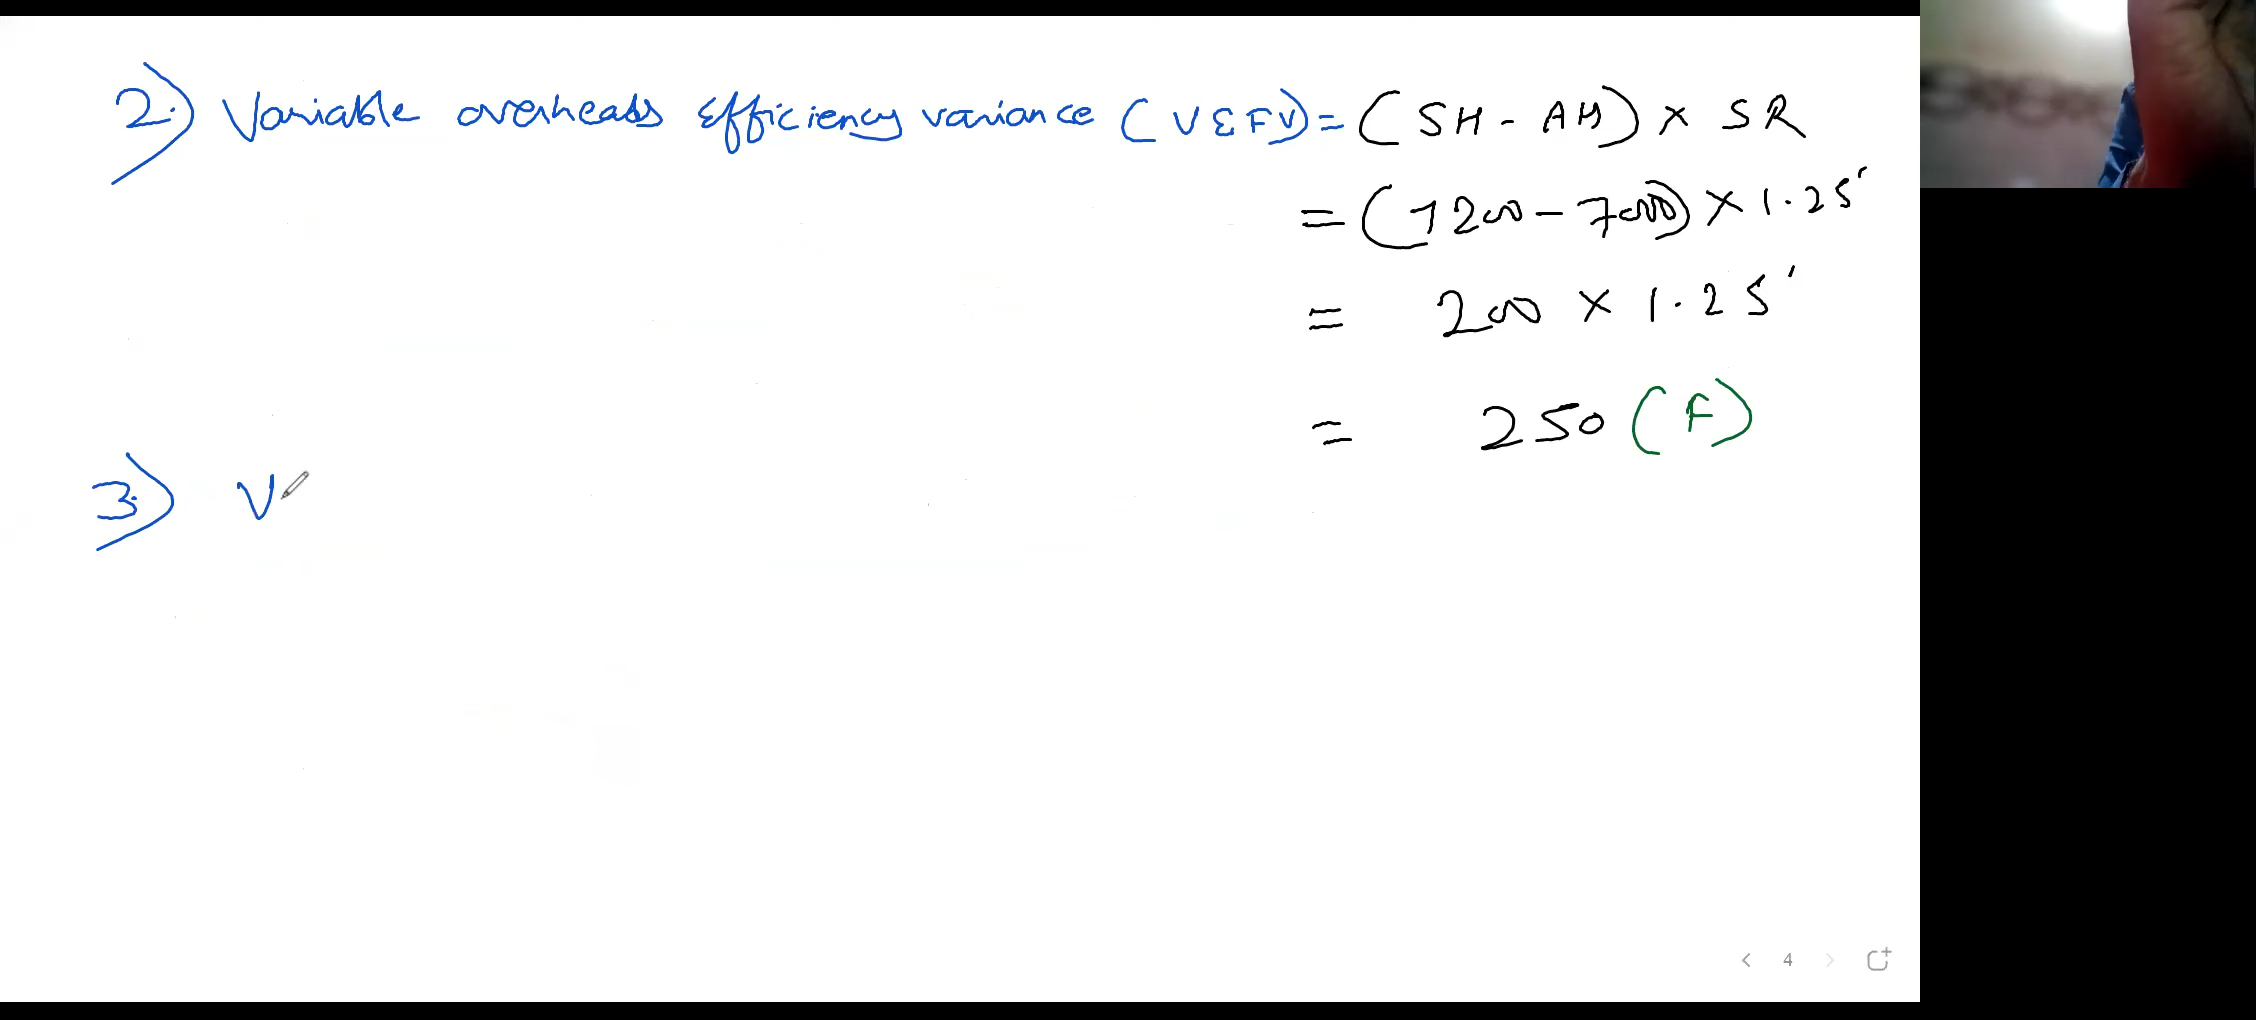 2.) Variable overheads Efficiency variance (VEFV) = (SH - AH) × SR
= (7200 - 7000) × 1.25
= 200 × 1.25
= 250 (F)
3.) V
4